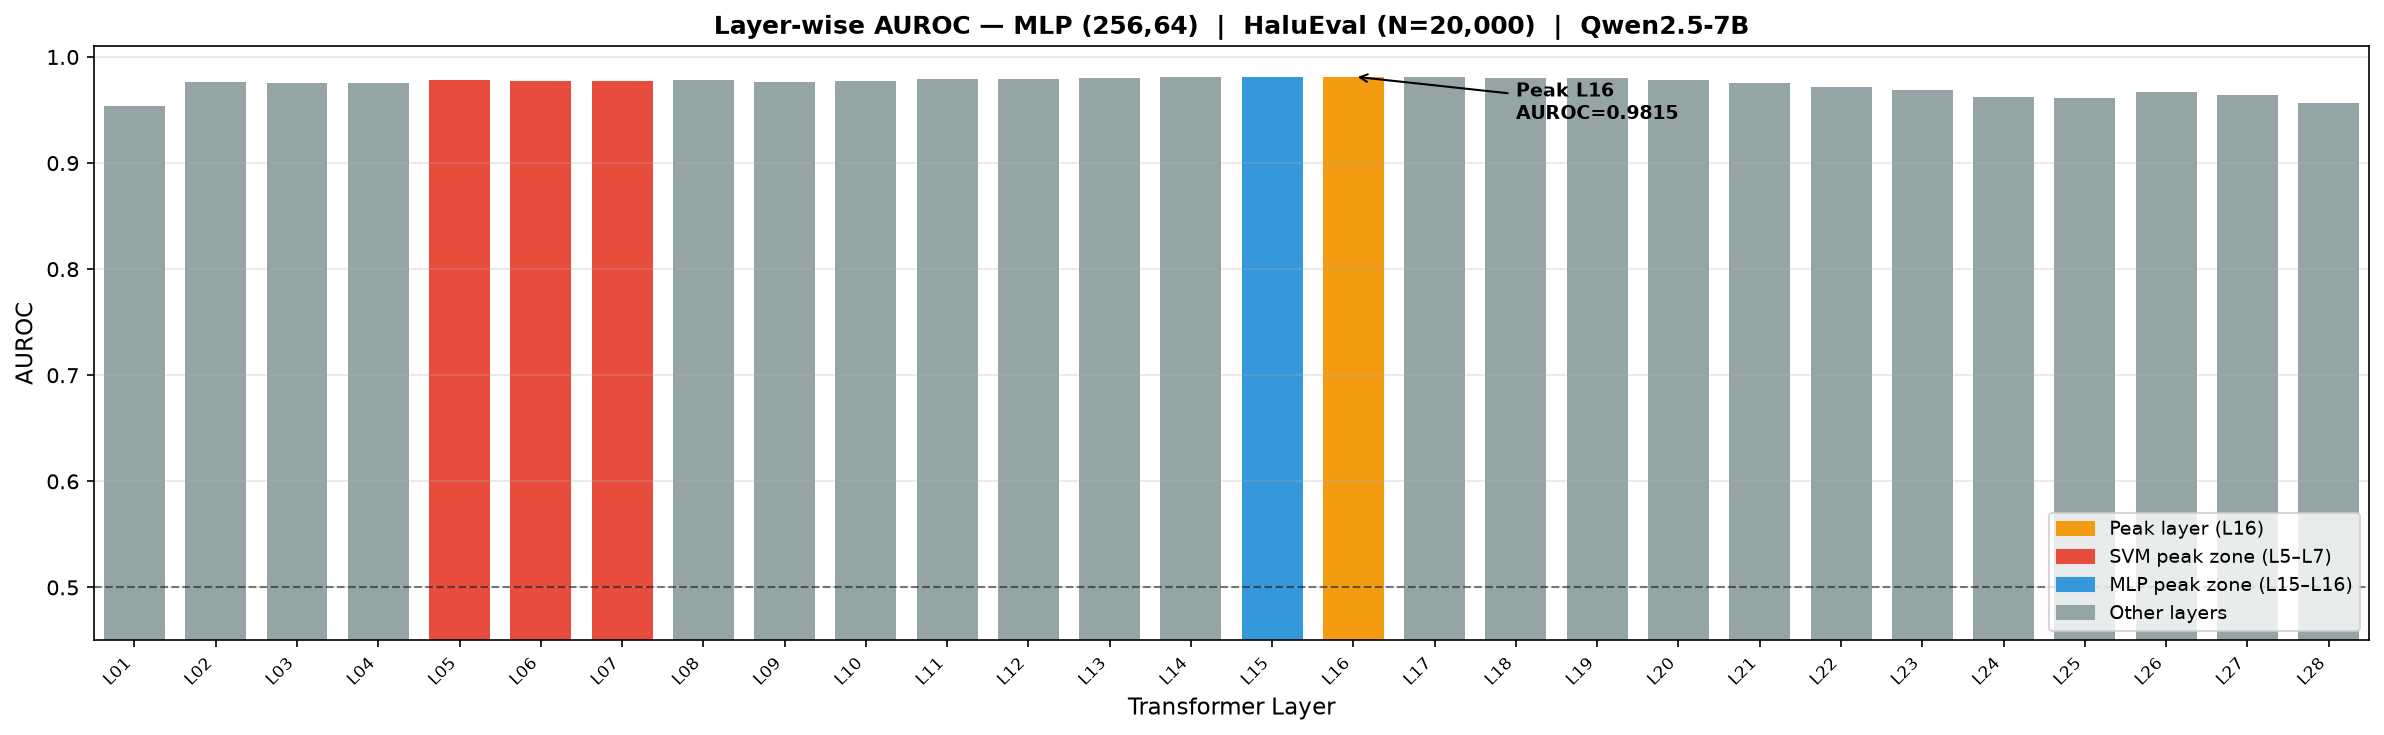 Layer-wise AUROC — MLP (256,64) | HaluEval (N=20,000) | Qwen2.5-7B
AUROC
1.0
0.9
0.8
0.7
0.6
0.5
Peak L16
AUROC=0.9815
Peak layer (L16)
SVM peak zone (L5–L7)
MLP peak zone (L15–L16)
Other layers
L01 L02 L03 L04 L05 L06 L07 L08 L09 L10 L11 L12 L13 L14 L15 L16 L17 L18 L19 L20 L21 L22 L23 L24 L25 L26 L27 L28
Transformer Layer